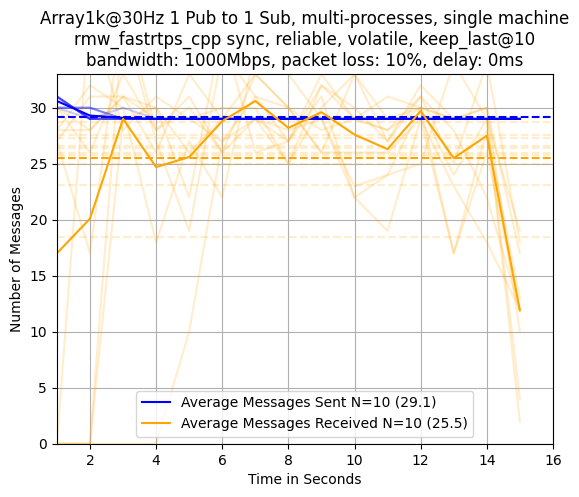 Array1k@30Hz 1 Pub to 1 Sub, multi-processes, single machine
rmw_fastrtps_cpp sync, reliable, volatile, keep_last@10
bandwidth: 1000Mbps, packet loss: 10%, delay: 0ms
Number of Messages
30
25
20
15
10
5
0
Average Messages Sent N=10 (29.1)
Average Messages Received N=10 (25.5)
2 4 6 8 10 12 14 16
Time in Seconds